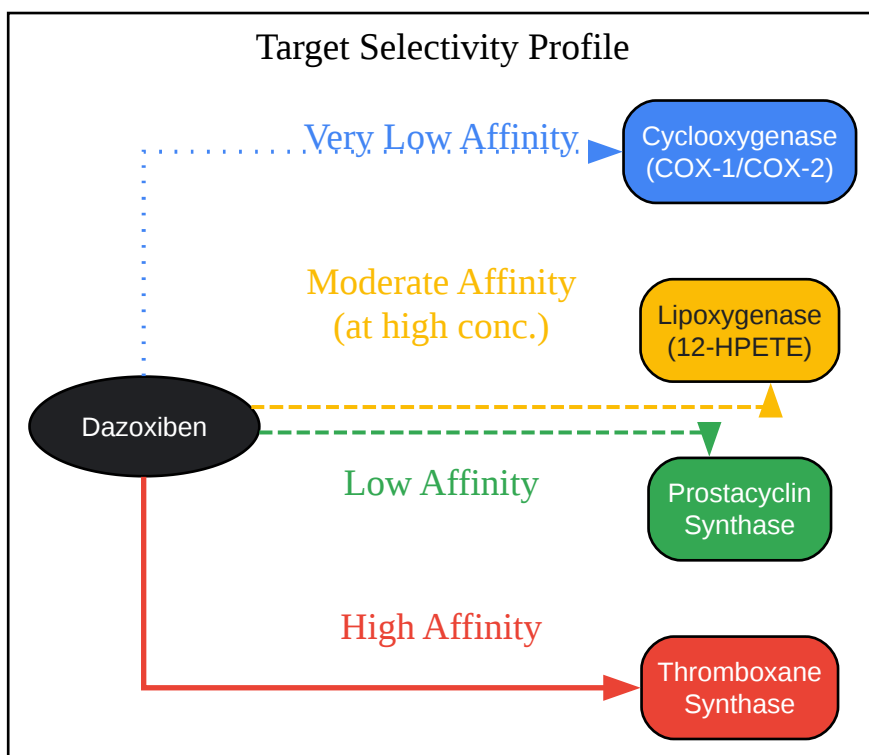 Target Selectivity Profile
Very Low Affinity
Cyclooxygenase
(COX-1/COX-2)
Moderate Affinity
(at high conc.)
Lipoxygenase
(12-HPETE)
Dazoxiben
Low Affinity
Prostacyclin
Synthase
High Affinity
Thromboxane
Synthase